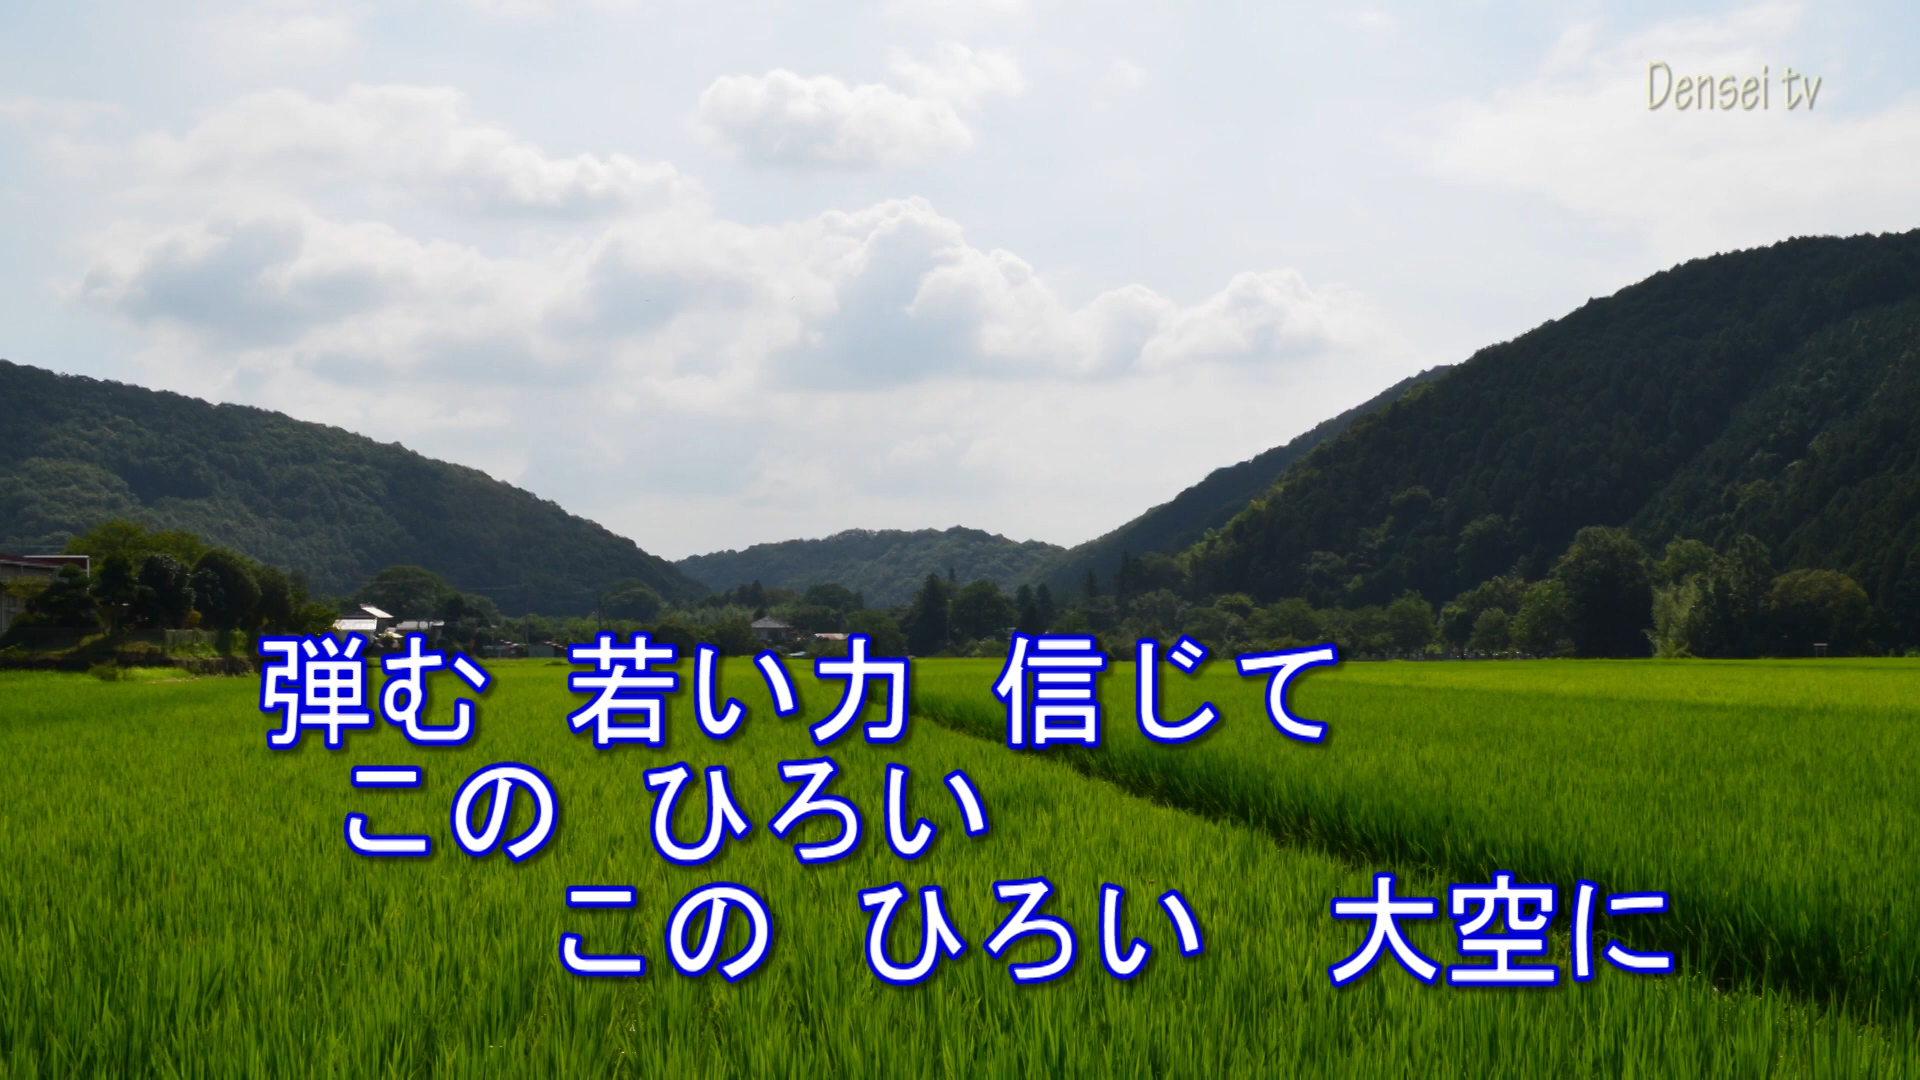 Densei tv
弾む　若い力　信じて
この　ひろい
この　ひろい　大空に